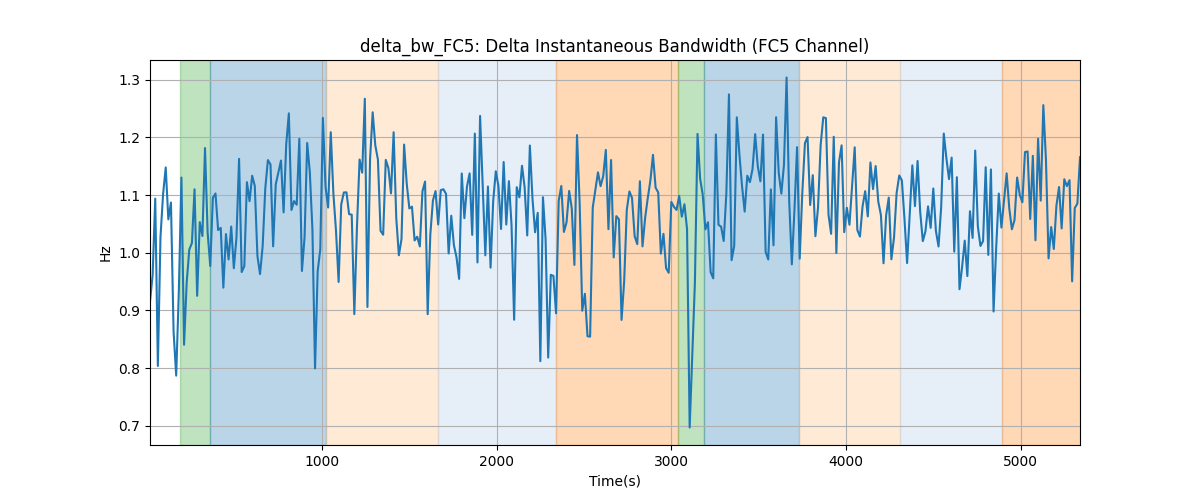 delta_bw_FC5: Delta Instantaneous Bandwidth (FC5 Channel)
1.3
1.2
1.1
1.0
0.9
0.8
0.7
Hz
1000 2000 3000 4000 5000
Time(s)